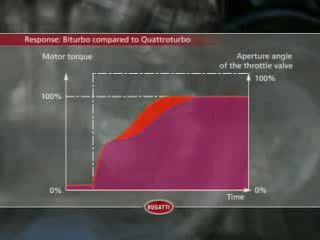 Response: Biturbo compared to Quattroturbo
Motor torque
Aperture angle
of the throttle valve
100%
100%
0%
0%
Time
BUGATTI